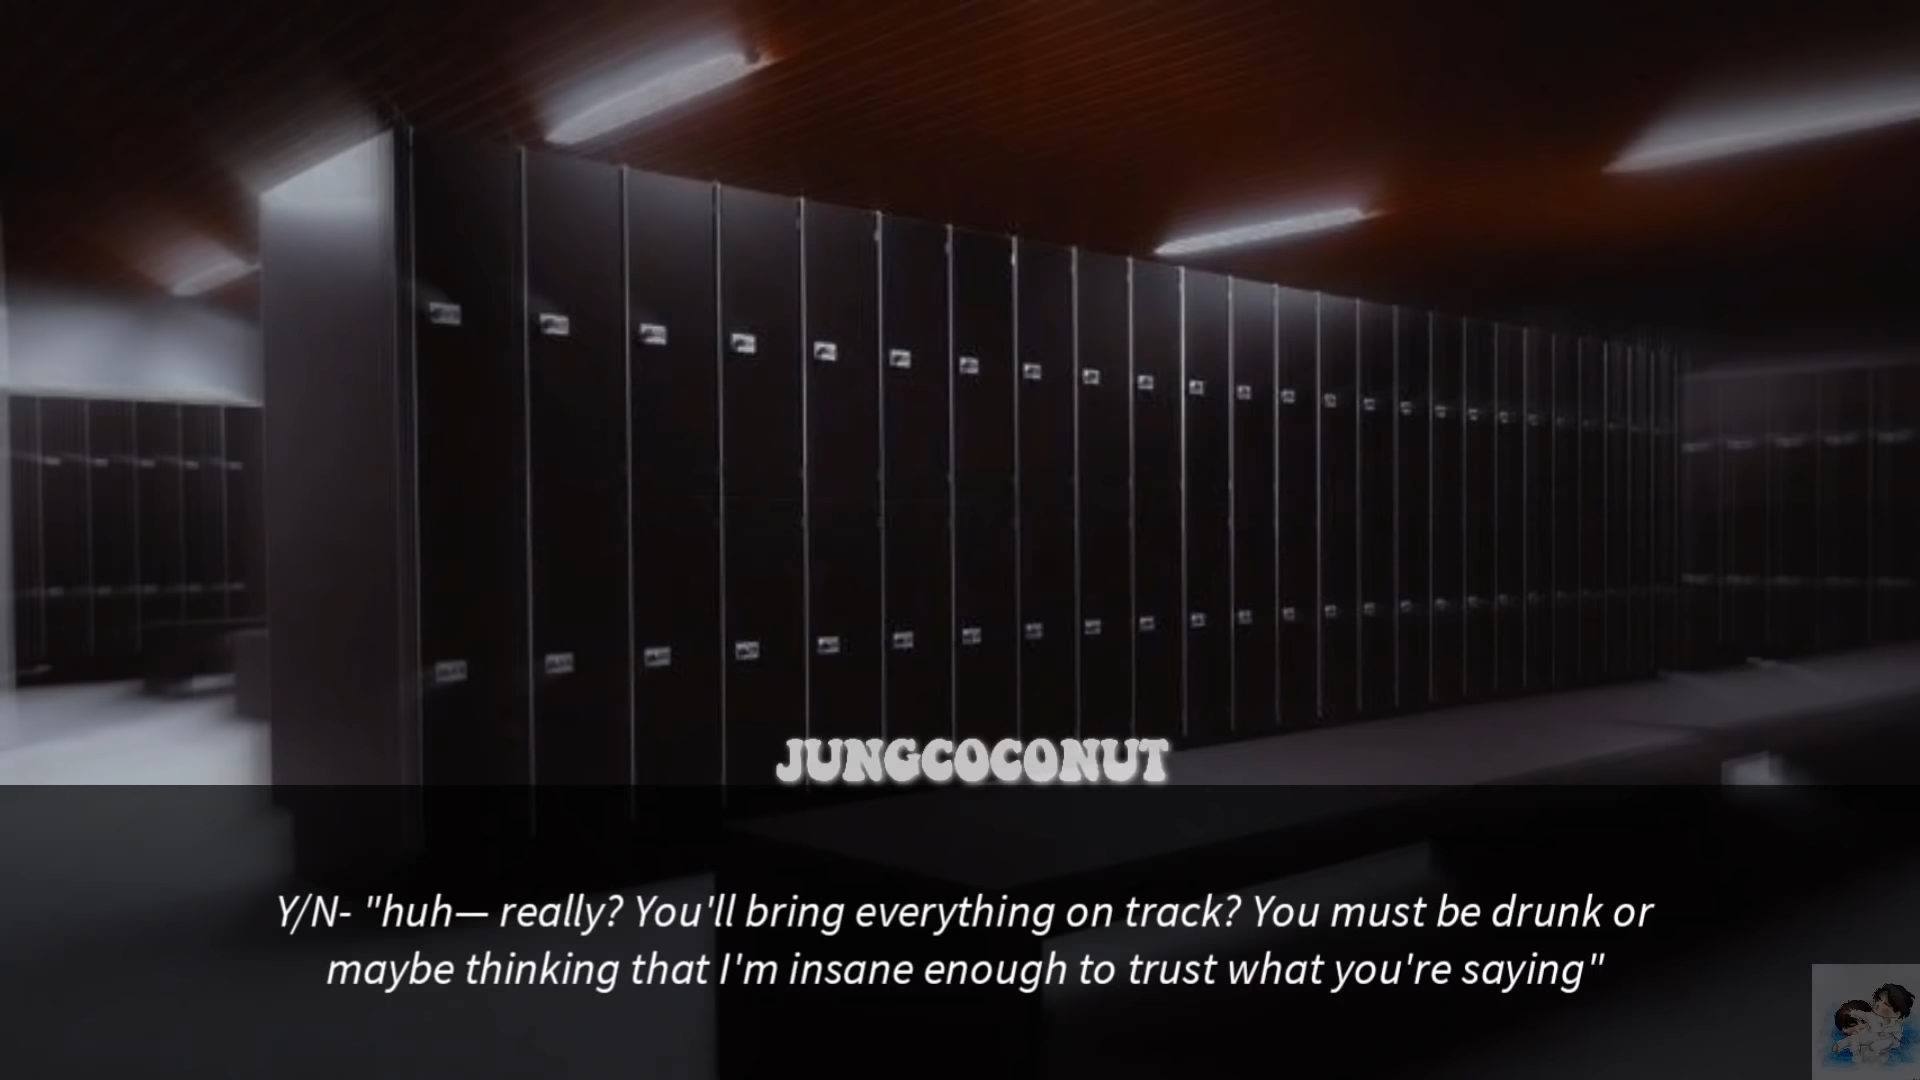 JUNGCOCONUT
Y/N- "huh— really? You'll bring everything on track? You must be drunk or
maybe thinking that I'm insane enough to trust what you're saying"